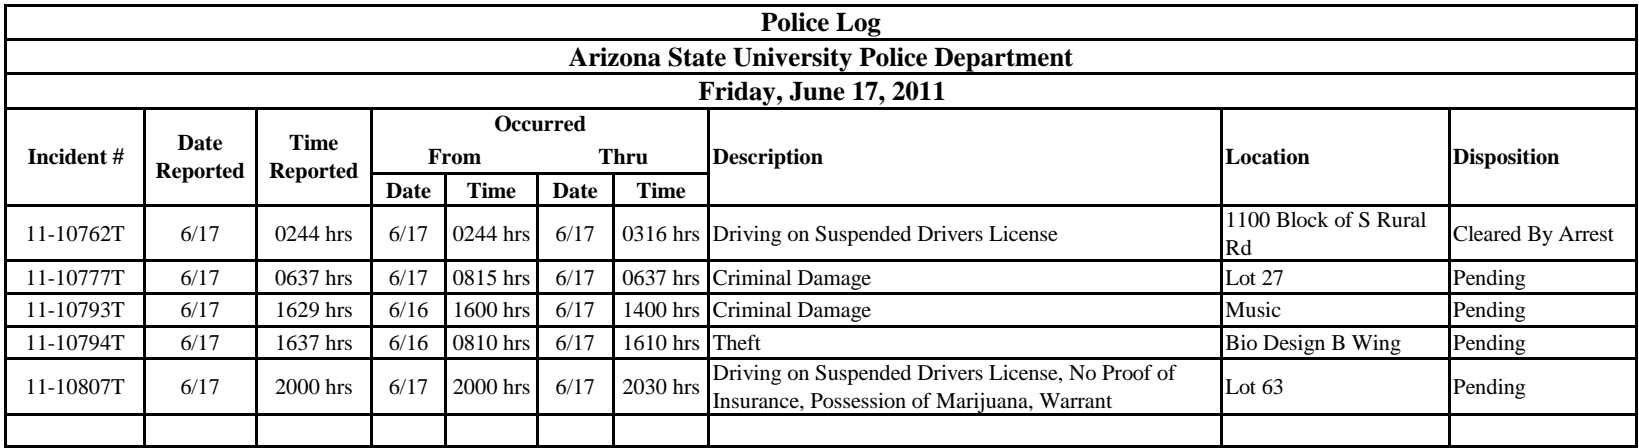 Police Log
Arizona State University Police Department
Friday, June 17, 2011
Incident # Date Reported Time Reported Occurred From Thru Description Location Disposition
Date Time Date Time
11-10762T 6/17 0244 hrs 6/17 0244 hrs 6/17 0316 hrs Driving on Suspended Drivers License 1100 Block of S Rural Rd Cleared By Arrest
11-10777T 6/17 0637 hrs 6/17 0815 hrs 6/17 0637 hrs Criminal Damage Lot 27 Pending
11-10793T 6/17 1629 hrs 6/16 1600 hrs 6/17 1400 hrs Criminal Damage Music Pending
11-10794T 6/17 1637 hrs 6/16 0810 hrs 6/17 1610 hrs Theft Bio Design B Wing Pending
11-10807T 6/17 2000 hrs 6/17 2000 hrs 6/17 2030 hrs Driving on Suspended Drivers License, No Proof of Insurance, Possession of Marijuana, Warrant Lot 63 Pending